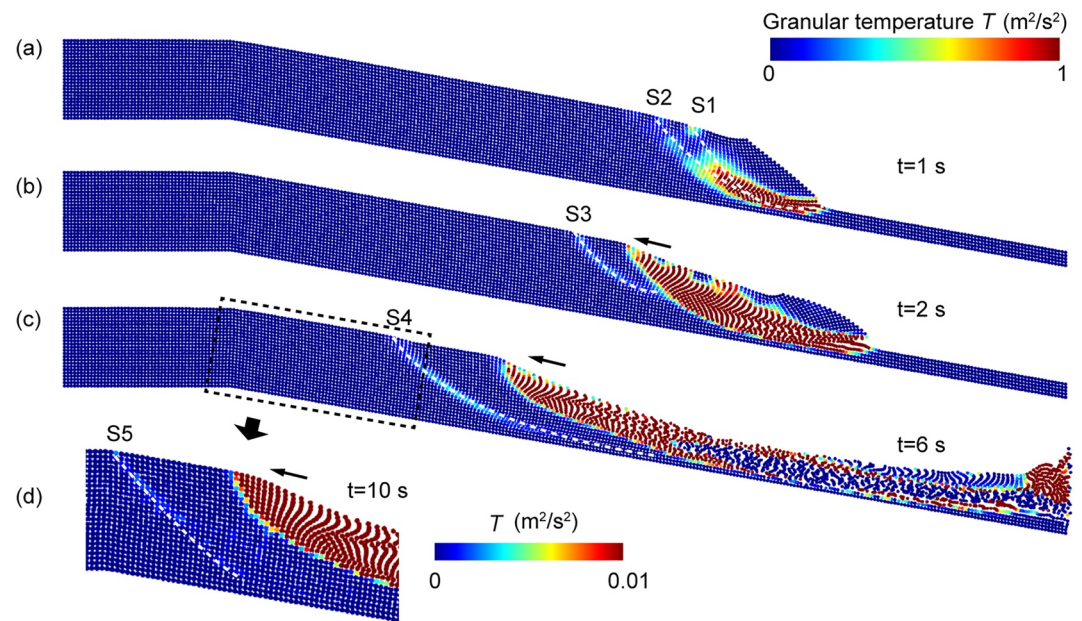 Granular temperature T (m²/s²)
0 1
(a)
S2 S1
t=1 s
(b)
S3
t=2 s
(c)
S4
t=6 s
S5
t=10 s
(d)
T (m²/s²)
0 0.01